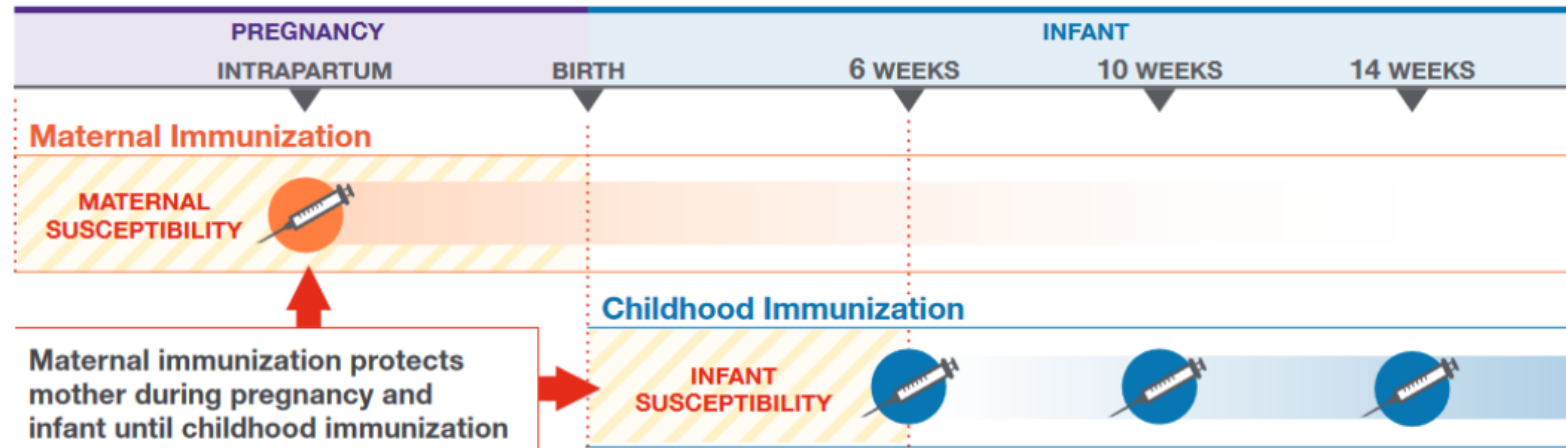 PREGNANCY
INFANT
INTRAPARTUM
BIRTH
6 WEEKS
10 WEEKS
14 WEEKS
Maternal Immunization
MATERNAL
SUSCEPTIBILITY
Childhood Immunization
Maternal immunization protects
mother during pregnancy and
infant until childhood immunization
INFANT
SUSCEPTIBILITY